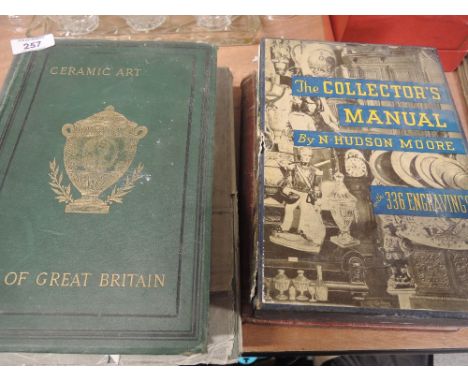 257
CERAMIC ART
OF GREAT BRITAIN
The COLLECTOR'S
MANUAL
By N. HUDSON MOORE
336 ENGRAVINGS